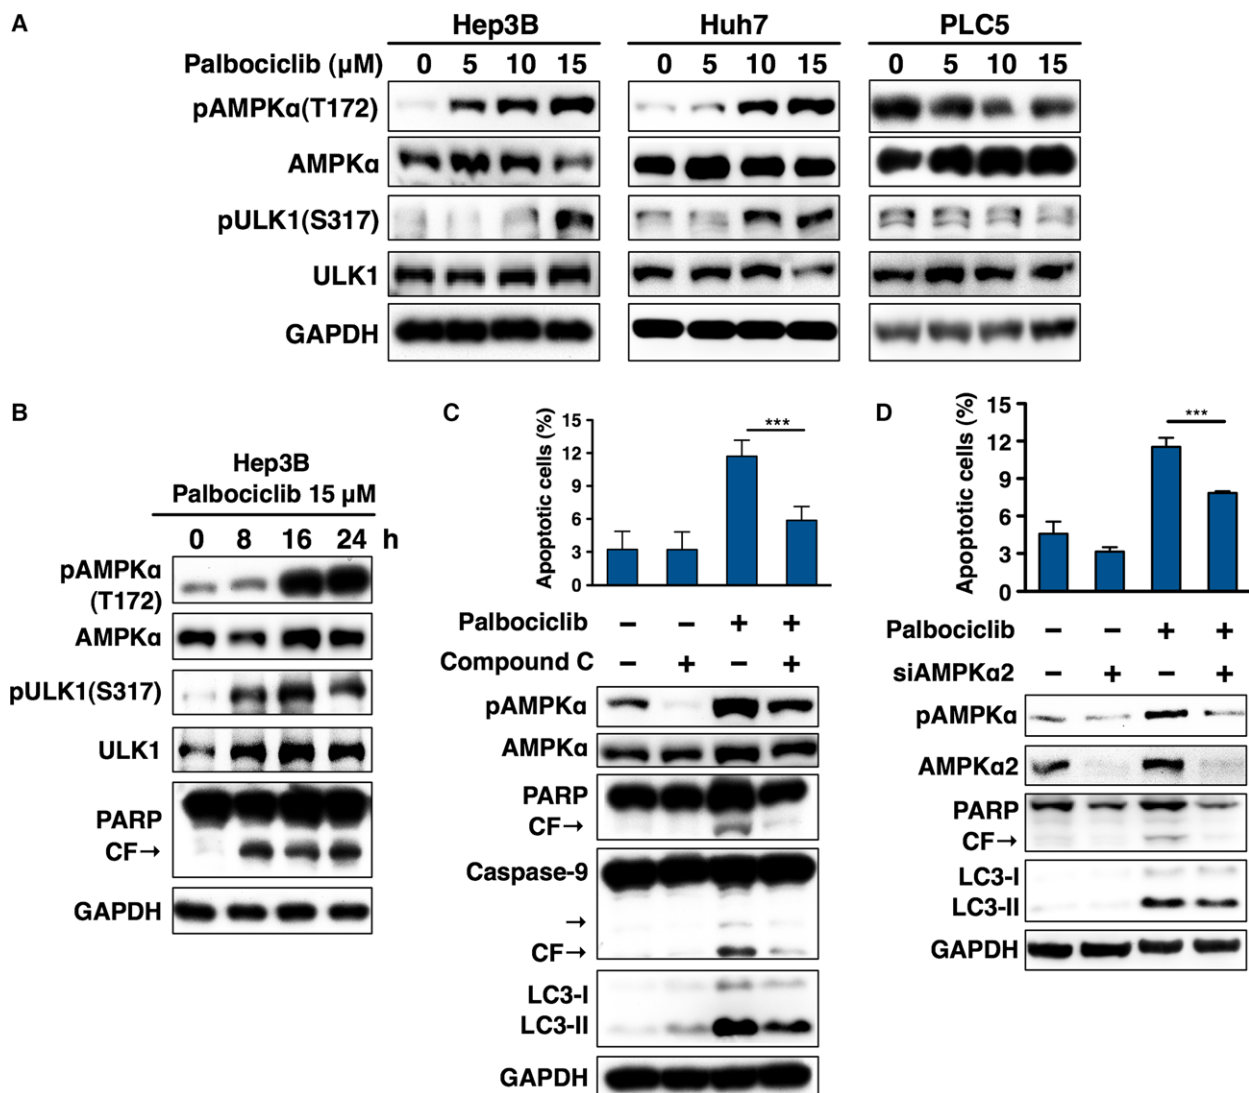 A
Hep3B Huh7 PLC5
Palbociclib (µM) 0 5 10 15 0 5 10 15 0 5 10 15
pAMPKα(T172)
AMPKα
pULK1(S317)
ULK1
GAPDH
B
Hep3B
Palbociclib 15 µM
0 8 16 24 h
pAMPKα
(T172)
AMPKα
pULK1(S317)
ULK1
PARP
CF→
GAPDH
C
Apoptotic cells (%)
15
12
9
6
3
0
***
Palbociclib − − + +
Compound C − + − +
pAMPKα
AMPKα
PARP
CF→
Caspase-9
→
CF→
LC3-I
LC3-II
GAPDH
D
Apoptotic cells (%)
15
12
9
6
3
0
***
Palbociclib − − + +
siAMPKα2 − + − +
pAMPKα
AMPKα2
PARP
CF→
LC3-I
LC3-II
GAPDH